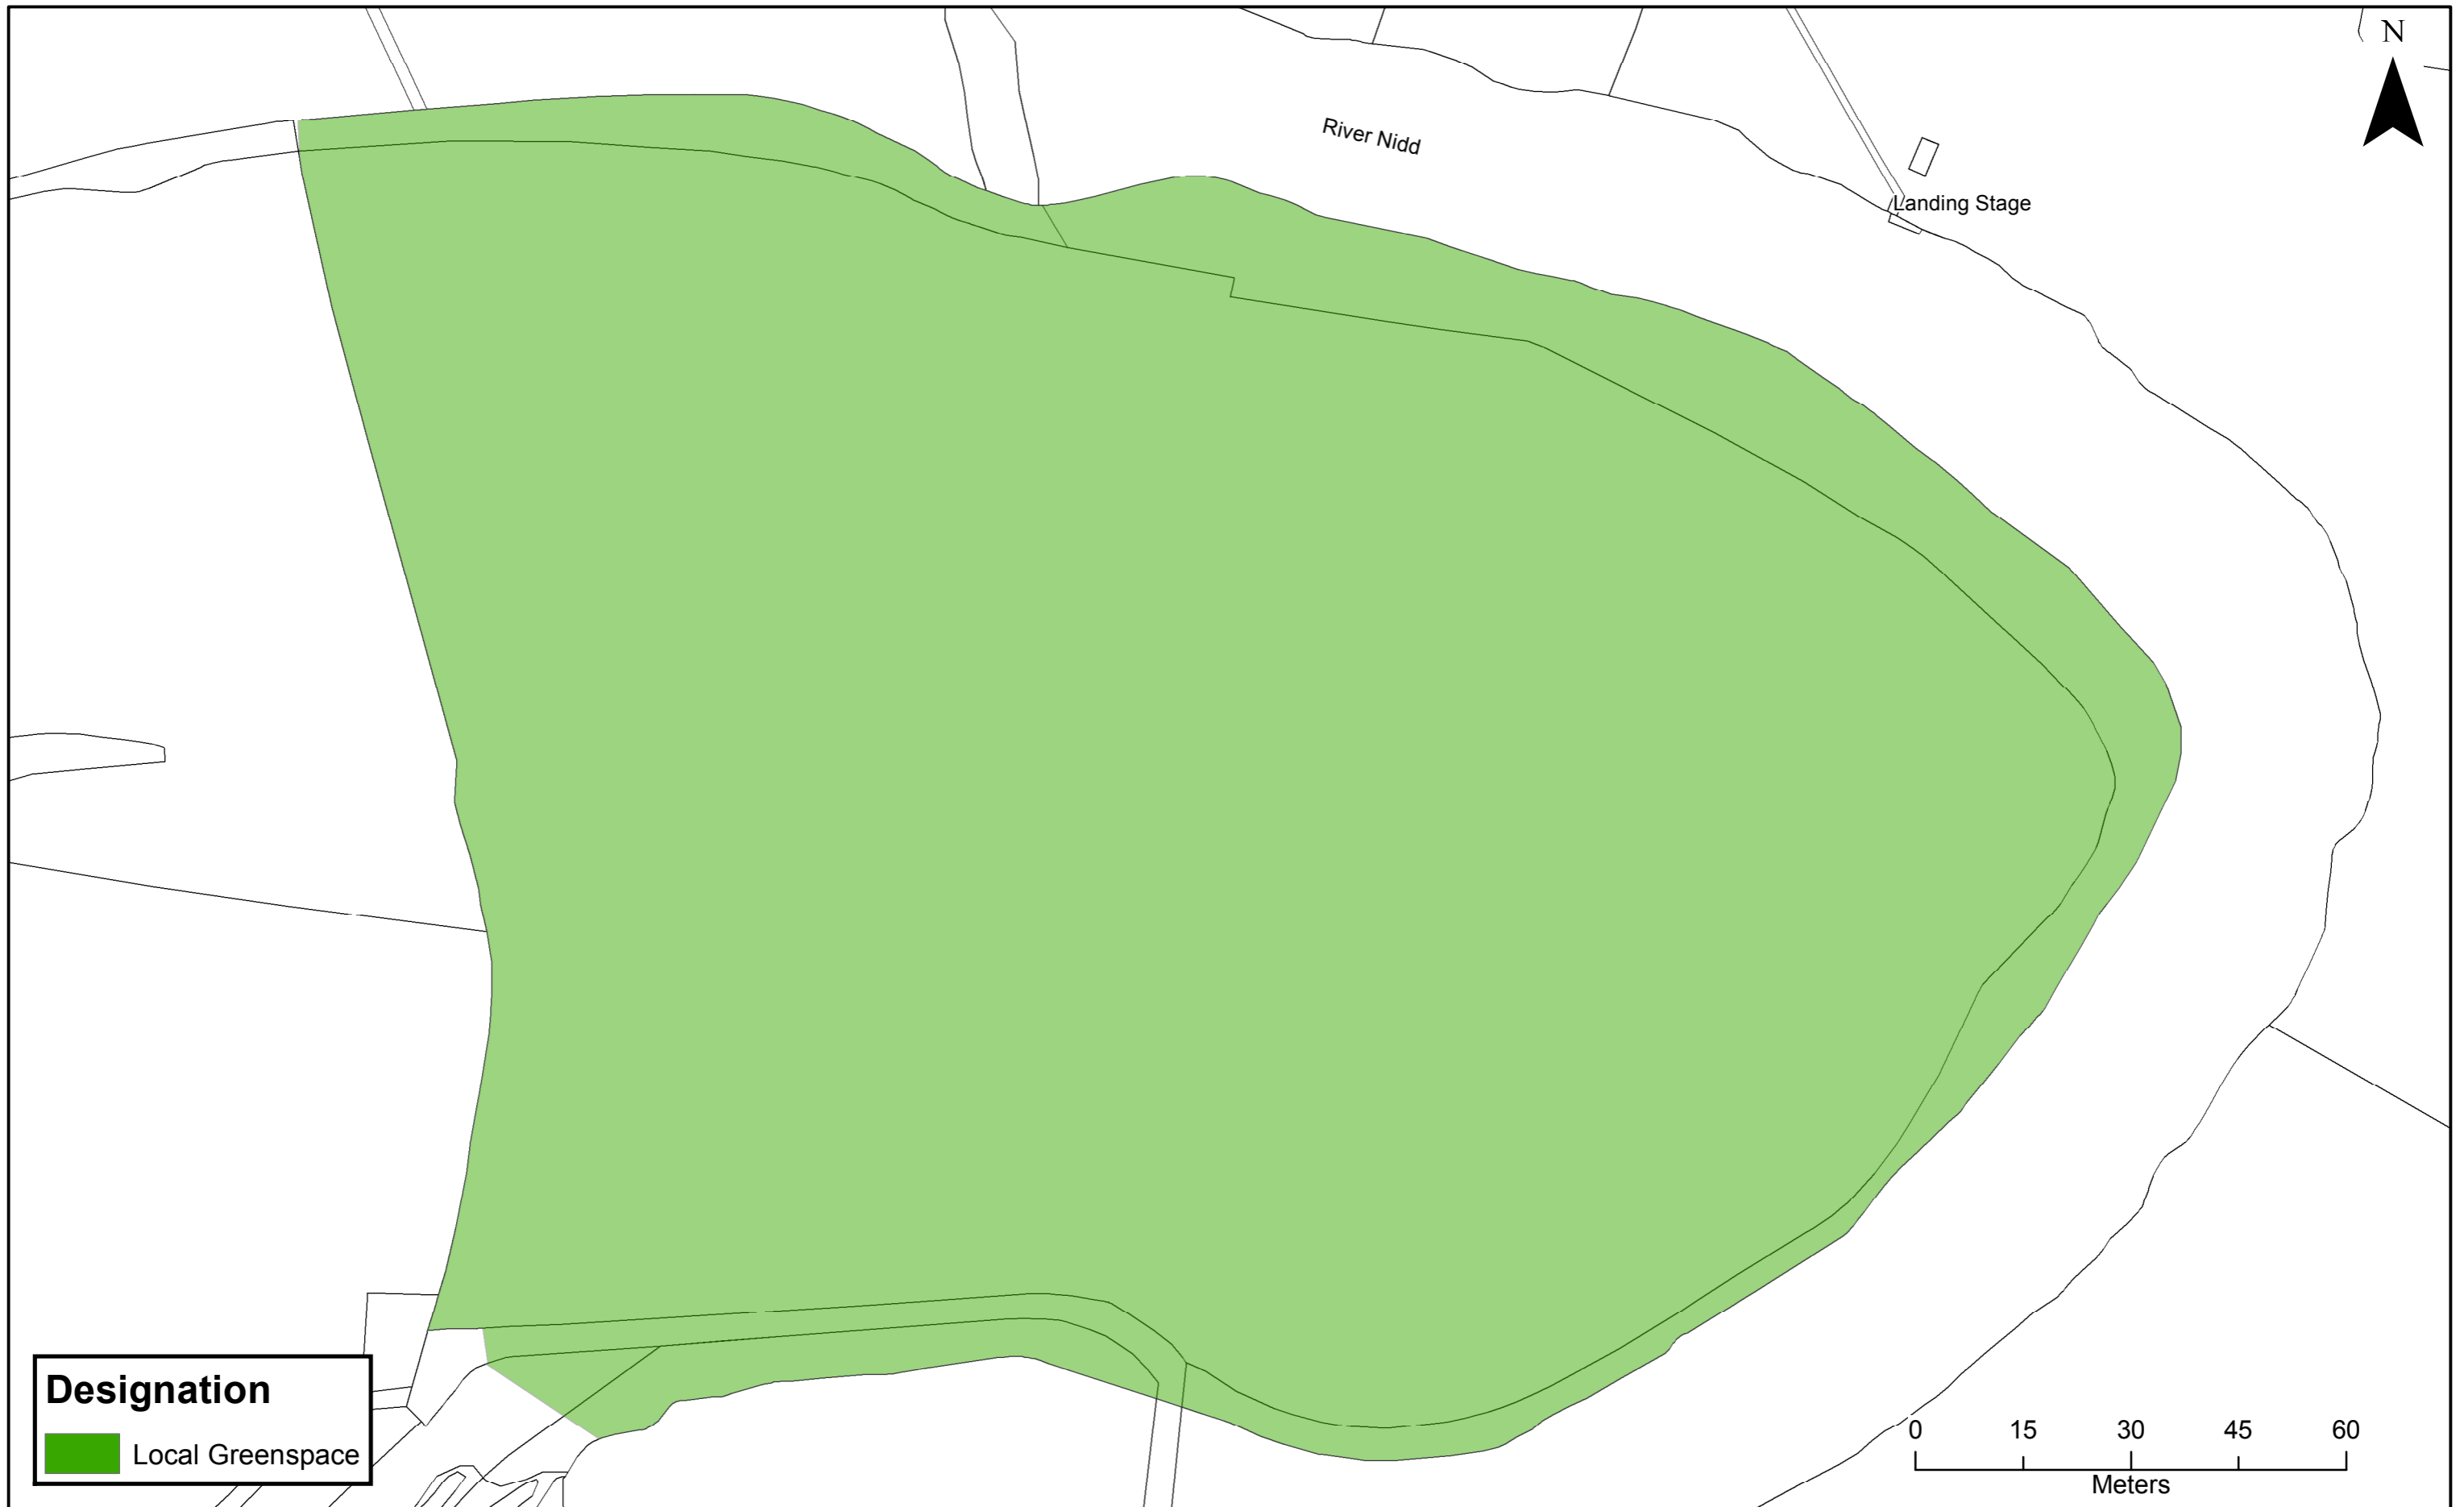 N
River Nidd
Landing Stage
Designation
Local Greenspace
0 15 30 45 60
Meters